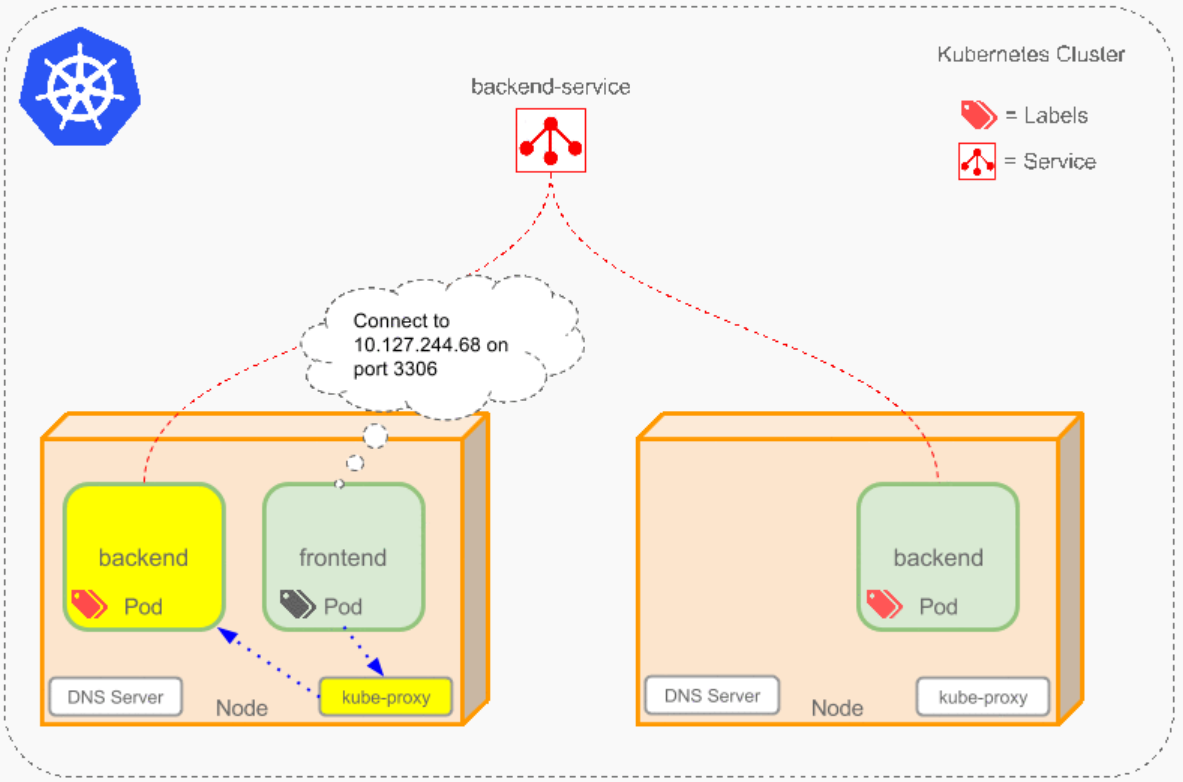 Kubernetes Cluster
backend-service
= Labels
= Service
Connect to
10.127.244.68 on
port 3306
backend
Pod
frontend
Pod
DNS Server
Node
kube-proxy
backend
Pod
DNS Server
Node
kube-proxy